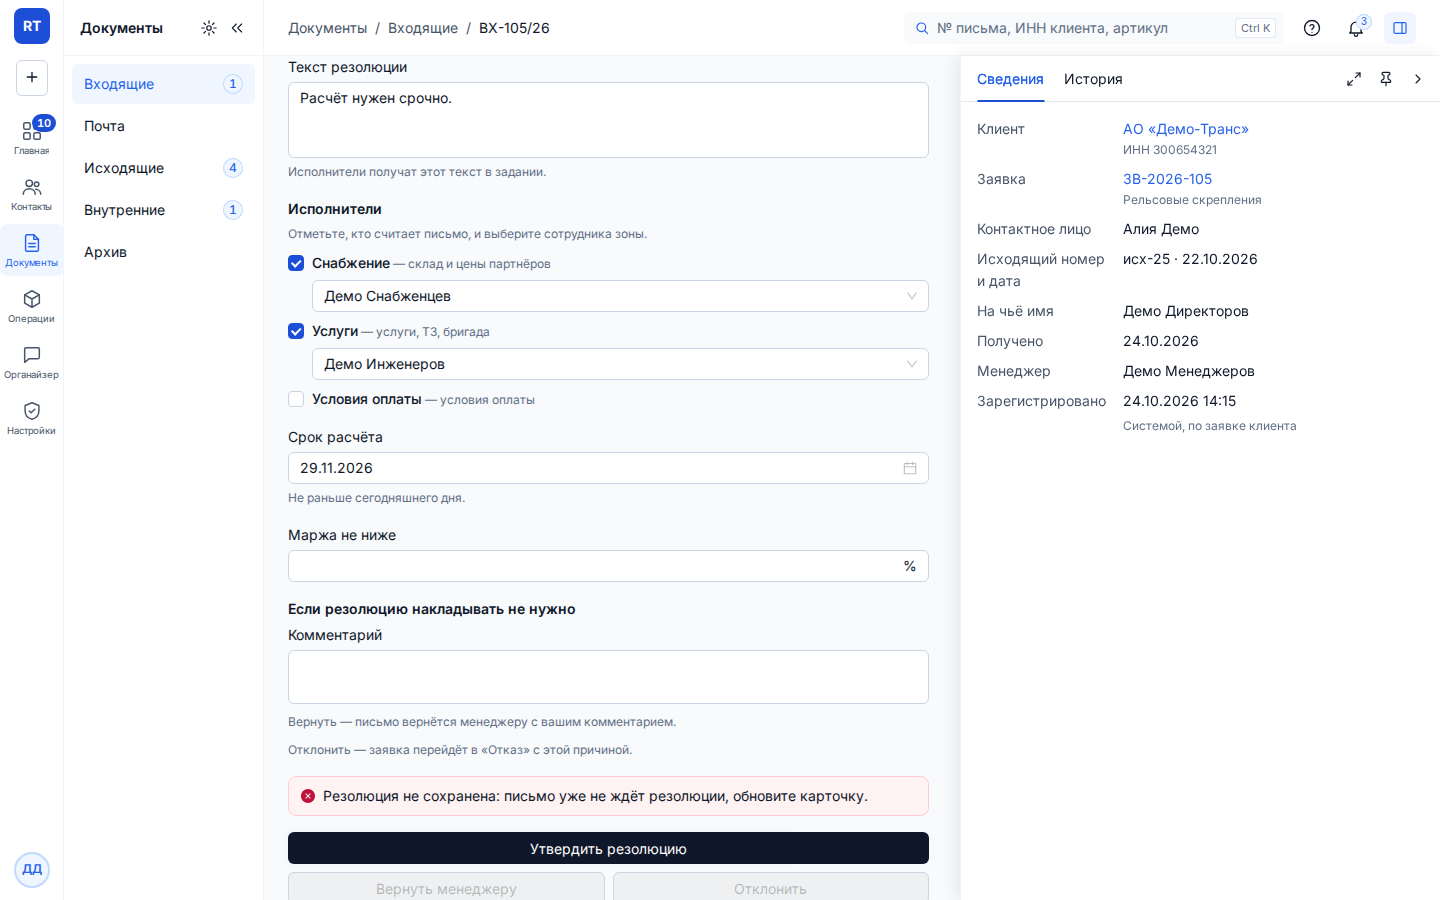 RT
Документы
Документы / Входящие / ВХ-105/26
№ письма, ИНН клиента, артикул
Ctrl K
3
10
Главная
Контакты
Документы
Операции
Органайзер
Настройки
ДД
Входящие 1
Почта
Исходящие 4
Внутренние 1
Архив
Текст резолюции
Расчёт нужен срочно.
Исполнители получат этот текст в задании.
Исполнители
Отметьте, кто считает письмо, и выберите сотрудника зоны.
Снабжение — склад и цены партнёров
Демо Снабженцев
Услуги — услуги, ТЗ, бригада
Демо Инженеров
Условия оплаты — условия оплаты
Срок расчёта
29.11.2026
Не раньше сегодняшнего дня.
Маржа не ниже
%
Если резолюцию накладывать не нужно
Комментарий
Вернуть — письмо вернётся менеджеру с вашим комментарием.
Отклонить — заявка перейдёт в «Отказ» с этой причиной.
Резолюция не сохранена: письмо уже не ждёт резолюции, обновите карточку.
Утвердить резолюцию
Вернуть менеджеру
Отклонить
Сведения
История
Клиент АО «Демо-Транс»
ИНН 300654321
Заявка ЗВ-2026-105
Рельсовые скрепления
Контактное лицо Алия Демо
Исходящий номер исх-25 · 22.10.2026
и дата
На чьё имя Демо Директоров
Получено 24.10.2026
Менеджер Демо Менеджеров
Зарегистрировано 24.10.2026 14:15
Системой, по заявке клиента